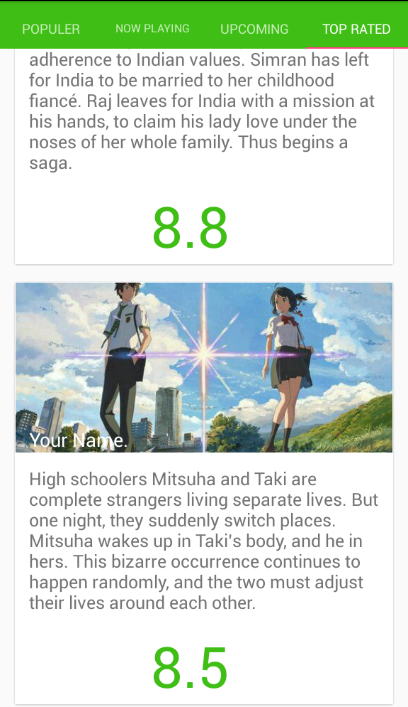 POPULER NOW PLAYING UPCOMING TOP RATED
adherence to Indian values. Simran has left
for India to be married to her childhood
fiancé. Raj leaves for India with a mission at
his hands, to claim his lady love under the
noses of her whole family. Thus begins a
saga.
8.8
Your Name.
High schoolers Mitsuha and Taki are
complete strangers living separate lives. But
one night, they suddenly switch places.
Mitsuha wakes up in Taki's body, and he in
hers. This bizarre occurrence continues to
happen randomly, and the two must adjust
their lives around each other.
8.5